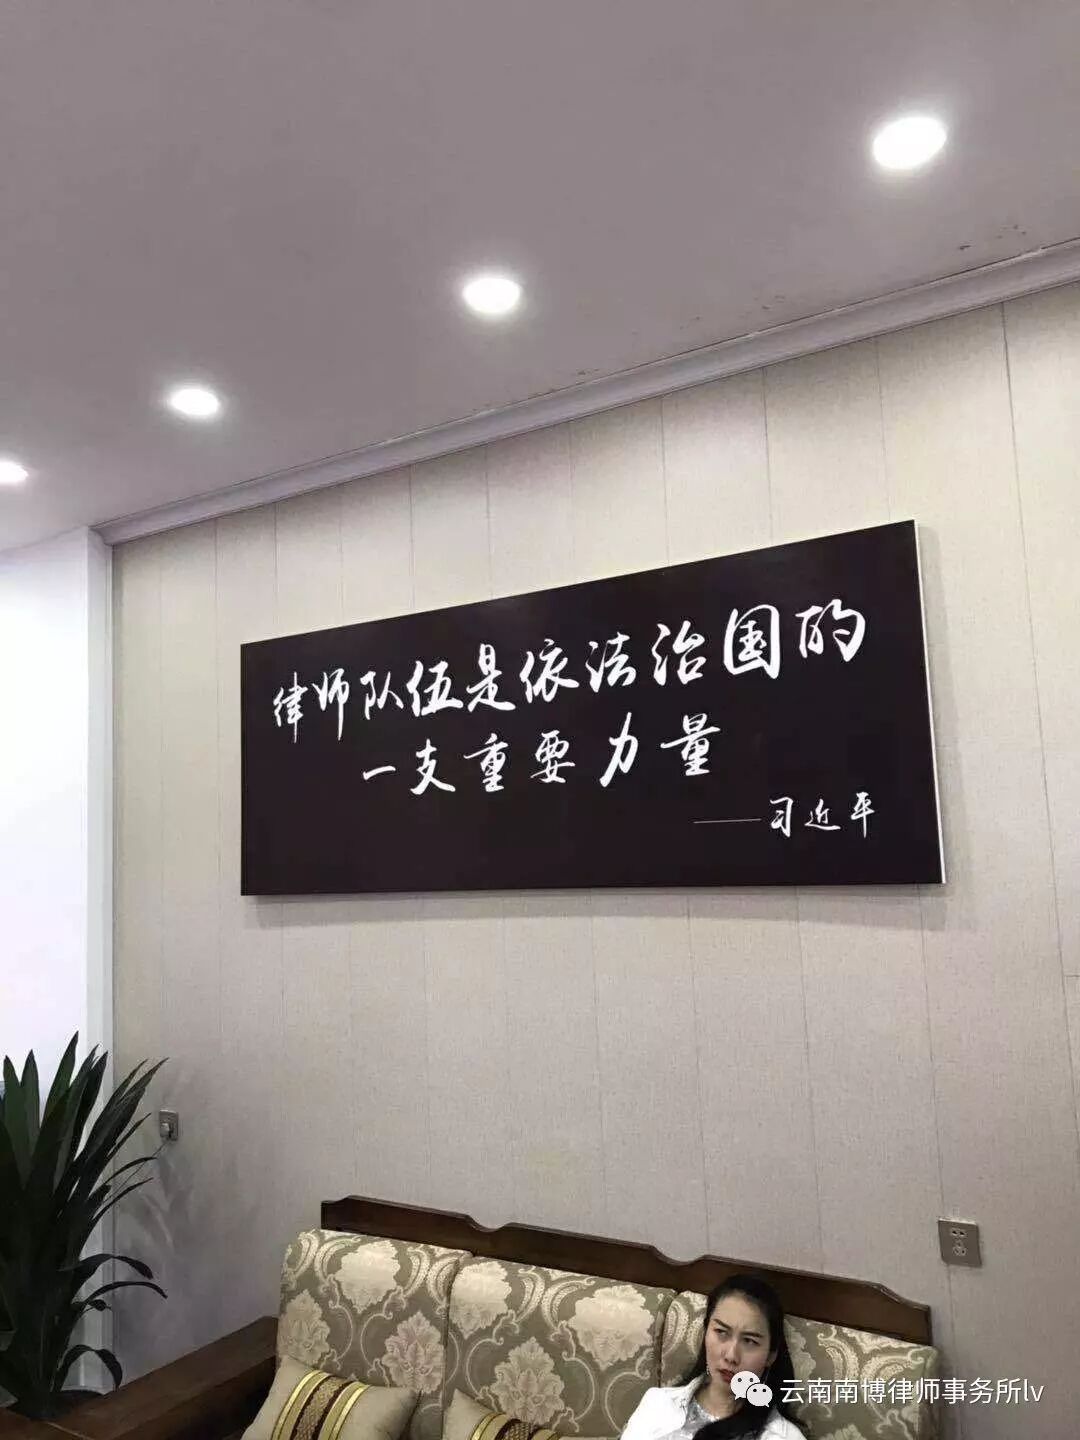 律师队伍是依法治国的
一支重要力量
——习近平
云南南博律师事务所lv